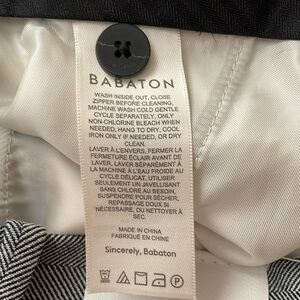 BABATON
WASH INSIDE OUT, CLOSE
ZIPPER BEFORE CLEANING,
MACHINE WASH COLD GENTLE
CYCLE SEPARATELY, ONLY
NON-CHLORINE BLEACH WHEN
NEEDED, HANG TO DRY, COOL
IRON ONLY IF NEEDED, OR DRY
CLEAN.
LAVER À L'ENVERS, FERMER LA
FERMETURE ÉCLAIR AVANT DE
LAVER, LAVER SÉPARÉMENT À
LA MACHINE À L'EAU FROIDE AU
CYCLE DÉLICAT, UTILISER
SEULEMENT UN JAVELLISANT
SANS CHLORE AU BESOIN,
SUSPENDRE POUR SÉCHER,
REPASSAGE DOUX SI
NÉCESSAIRE, OU NETTOYER À
SEC.
MADE IN CHINA
FABRIQUÉ EN CHINE
Sincerely, Babaton
P